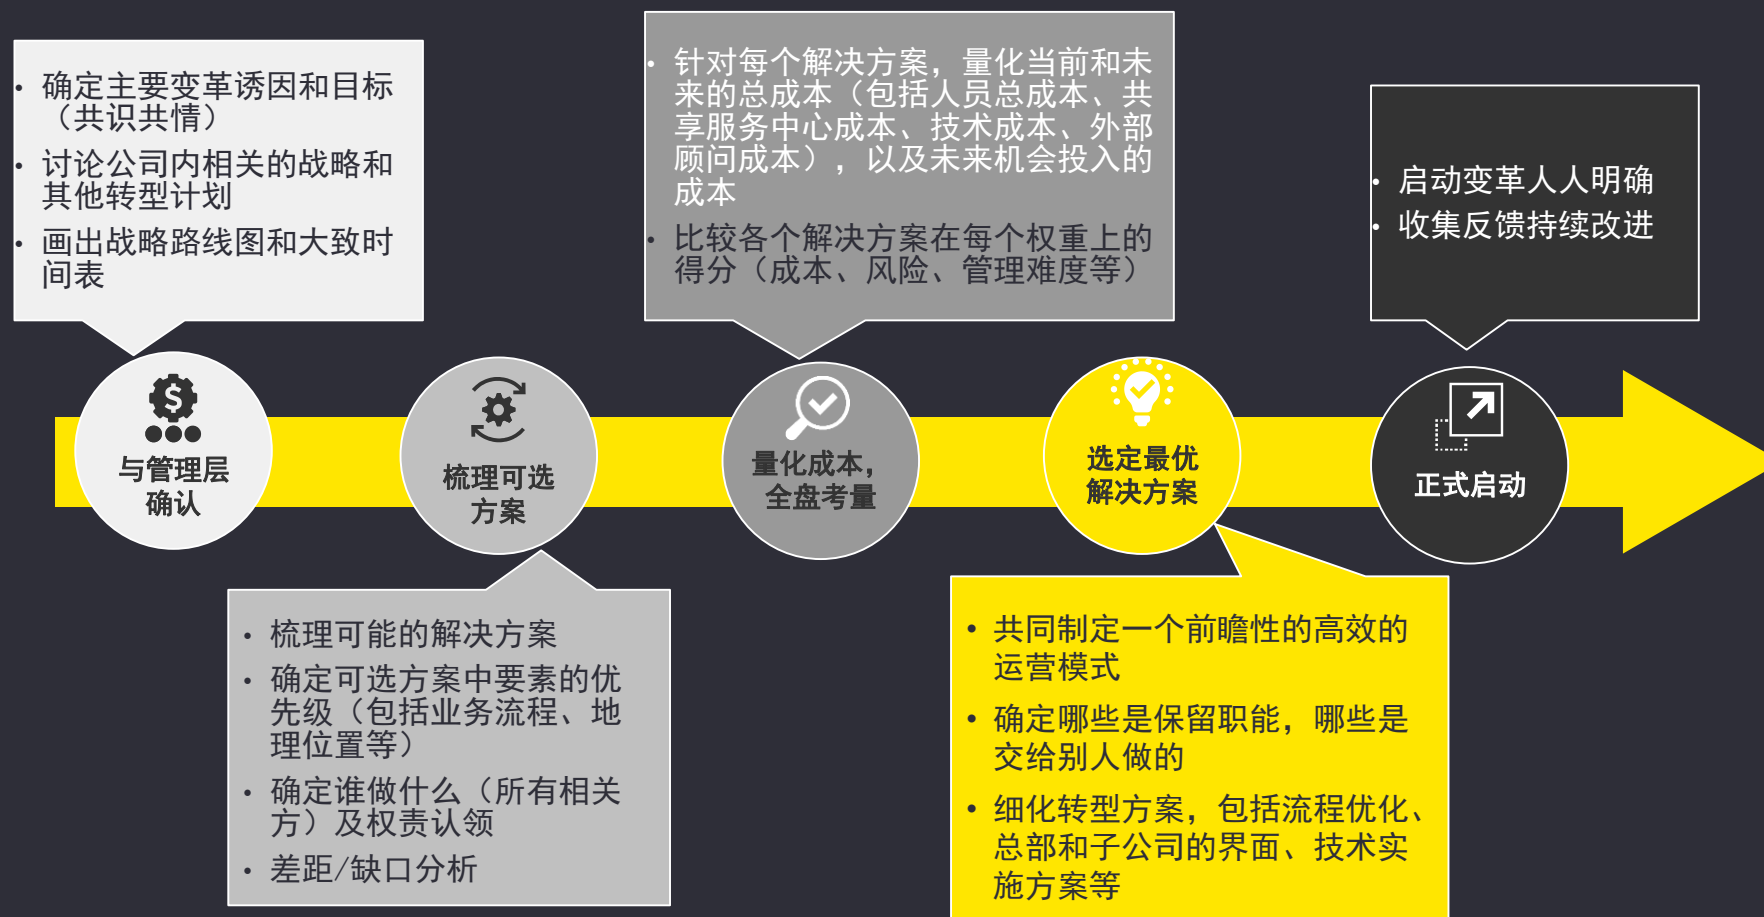 • 确定主要变革诱因和目标
（共识共情）
• 讨论公司内相关的战略和
其他转型计划
• 画出战略路线图和大致时
间表
• 针对每个解决方案，量化当前和未
来的总成本（包括人员总成本、共
享服务中心成本、技术成本、外部
顾问成本），以及未来机会投入的
成本
• 比较各个解决方案在每个权重上的
得分（成本、风险、管理难度等）
• 启动变革人人明确
• 收集反馈持续改进
与管理层
确认
梳理可选
方案
量化成本，
全盘考量
选定最优
解决方案
正式启动
• 梳理可能的解决方案
• 确定可选方案中要素的优
先级（包括业务流程、地
理位置等）
• 确定谁做什么（所有相关
方）及权责认领
• 差距/缺口分析
• 共同制定一个前瞻性的高效的
运营模式
• 确定哪些是保留职能，哪些是
交给别人做的
• 细化转型方案，包括流程优化、
总部和子公司的界面、技术实
施方案等